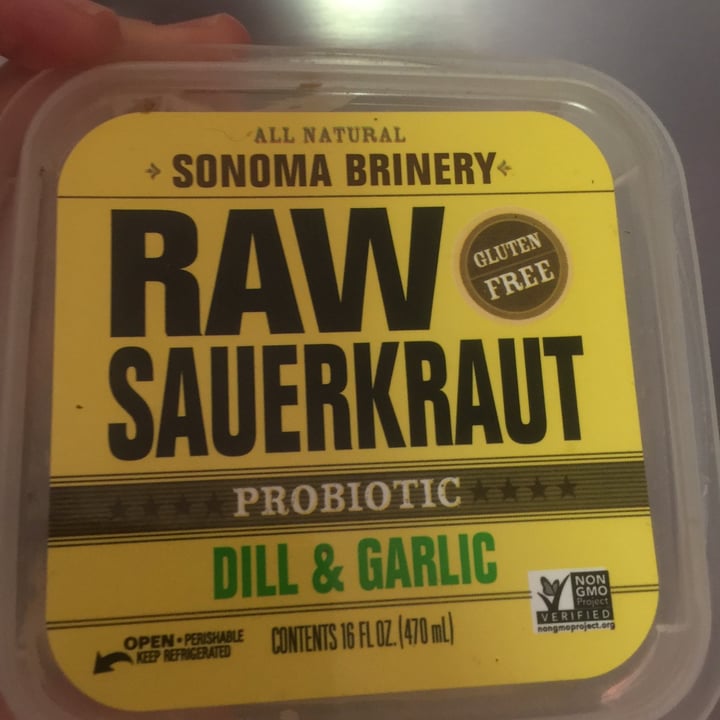 ALL NATURAL
SONOMA BRINERY
RAW
GLUTEN
FREE
SAUERKRAUT
PROBIOTIC
DILL & GARLIC
NON
GMO
Project
VERIFIED
nongmoproject.org
OPEN • PERISHABLE
KEEP REFRIGERATED
CONTENTS 16 FL OZ. (470 mL)